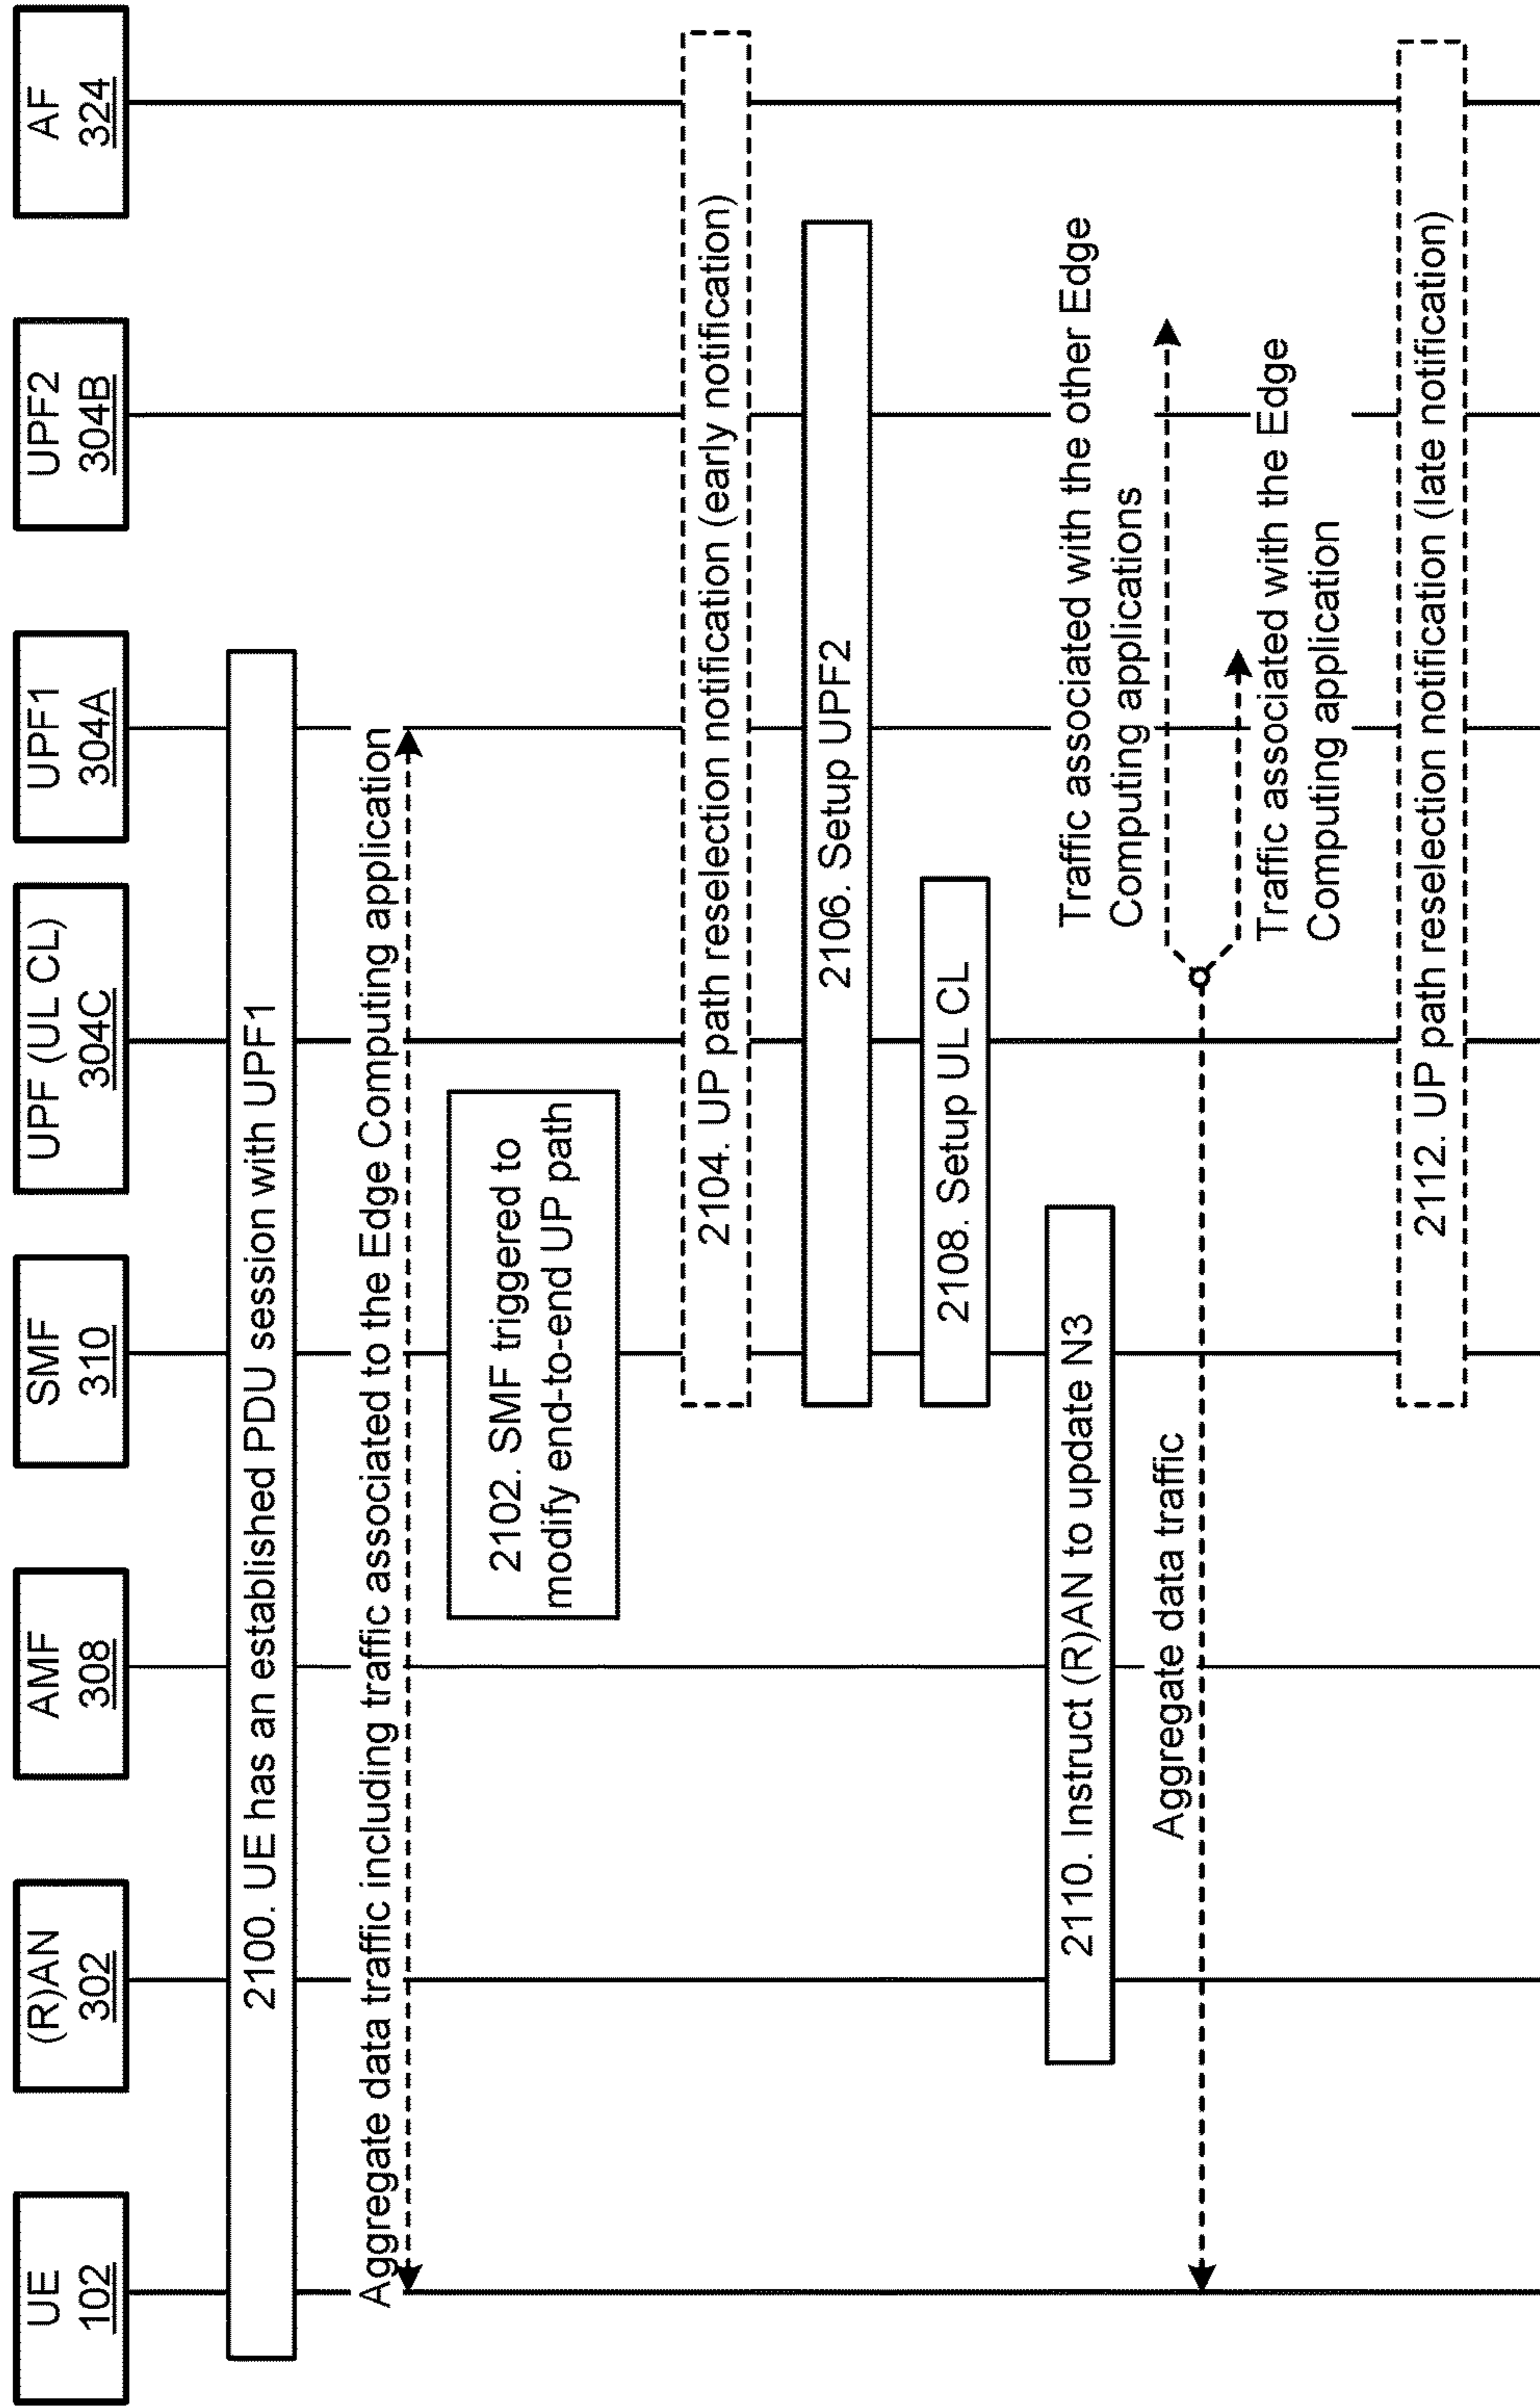 UE
102
(R)AN
302
AMF
308
SMF
310
UPF (UL CL)
304C
UPF1
304A
UPF2
304B
AF
324
2100. UE has an established PDU session with UPF1
Aggregate data traffic including traffic associated to the Edge Computing application
2102. SMF triggered to
modify end-to-end UP path
2104. UP path reselection notification (early notification)
2106. Setup UPF2
2108. Setup UL CL
2110. Instruct (R)AN to update N3
Aggregate data traffic
Traffic associated with the other Edge
Computing applications
Traffic associated with the Edge
Computing application
2112. UP path reselection notification (late notification)